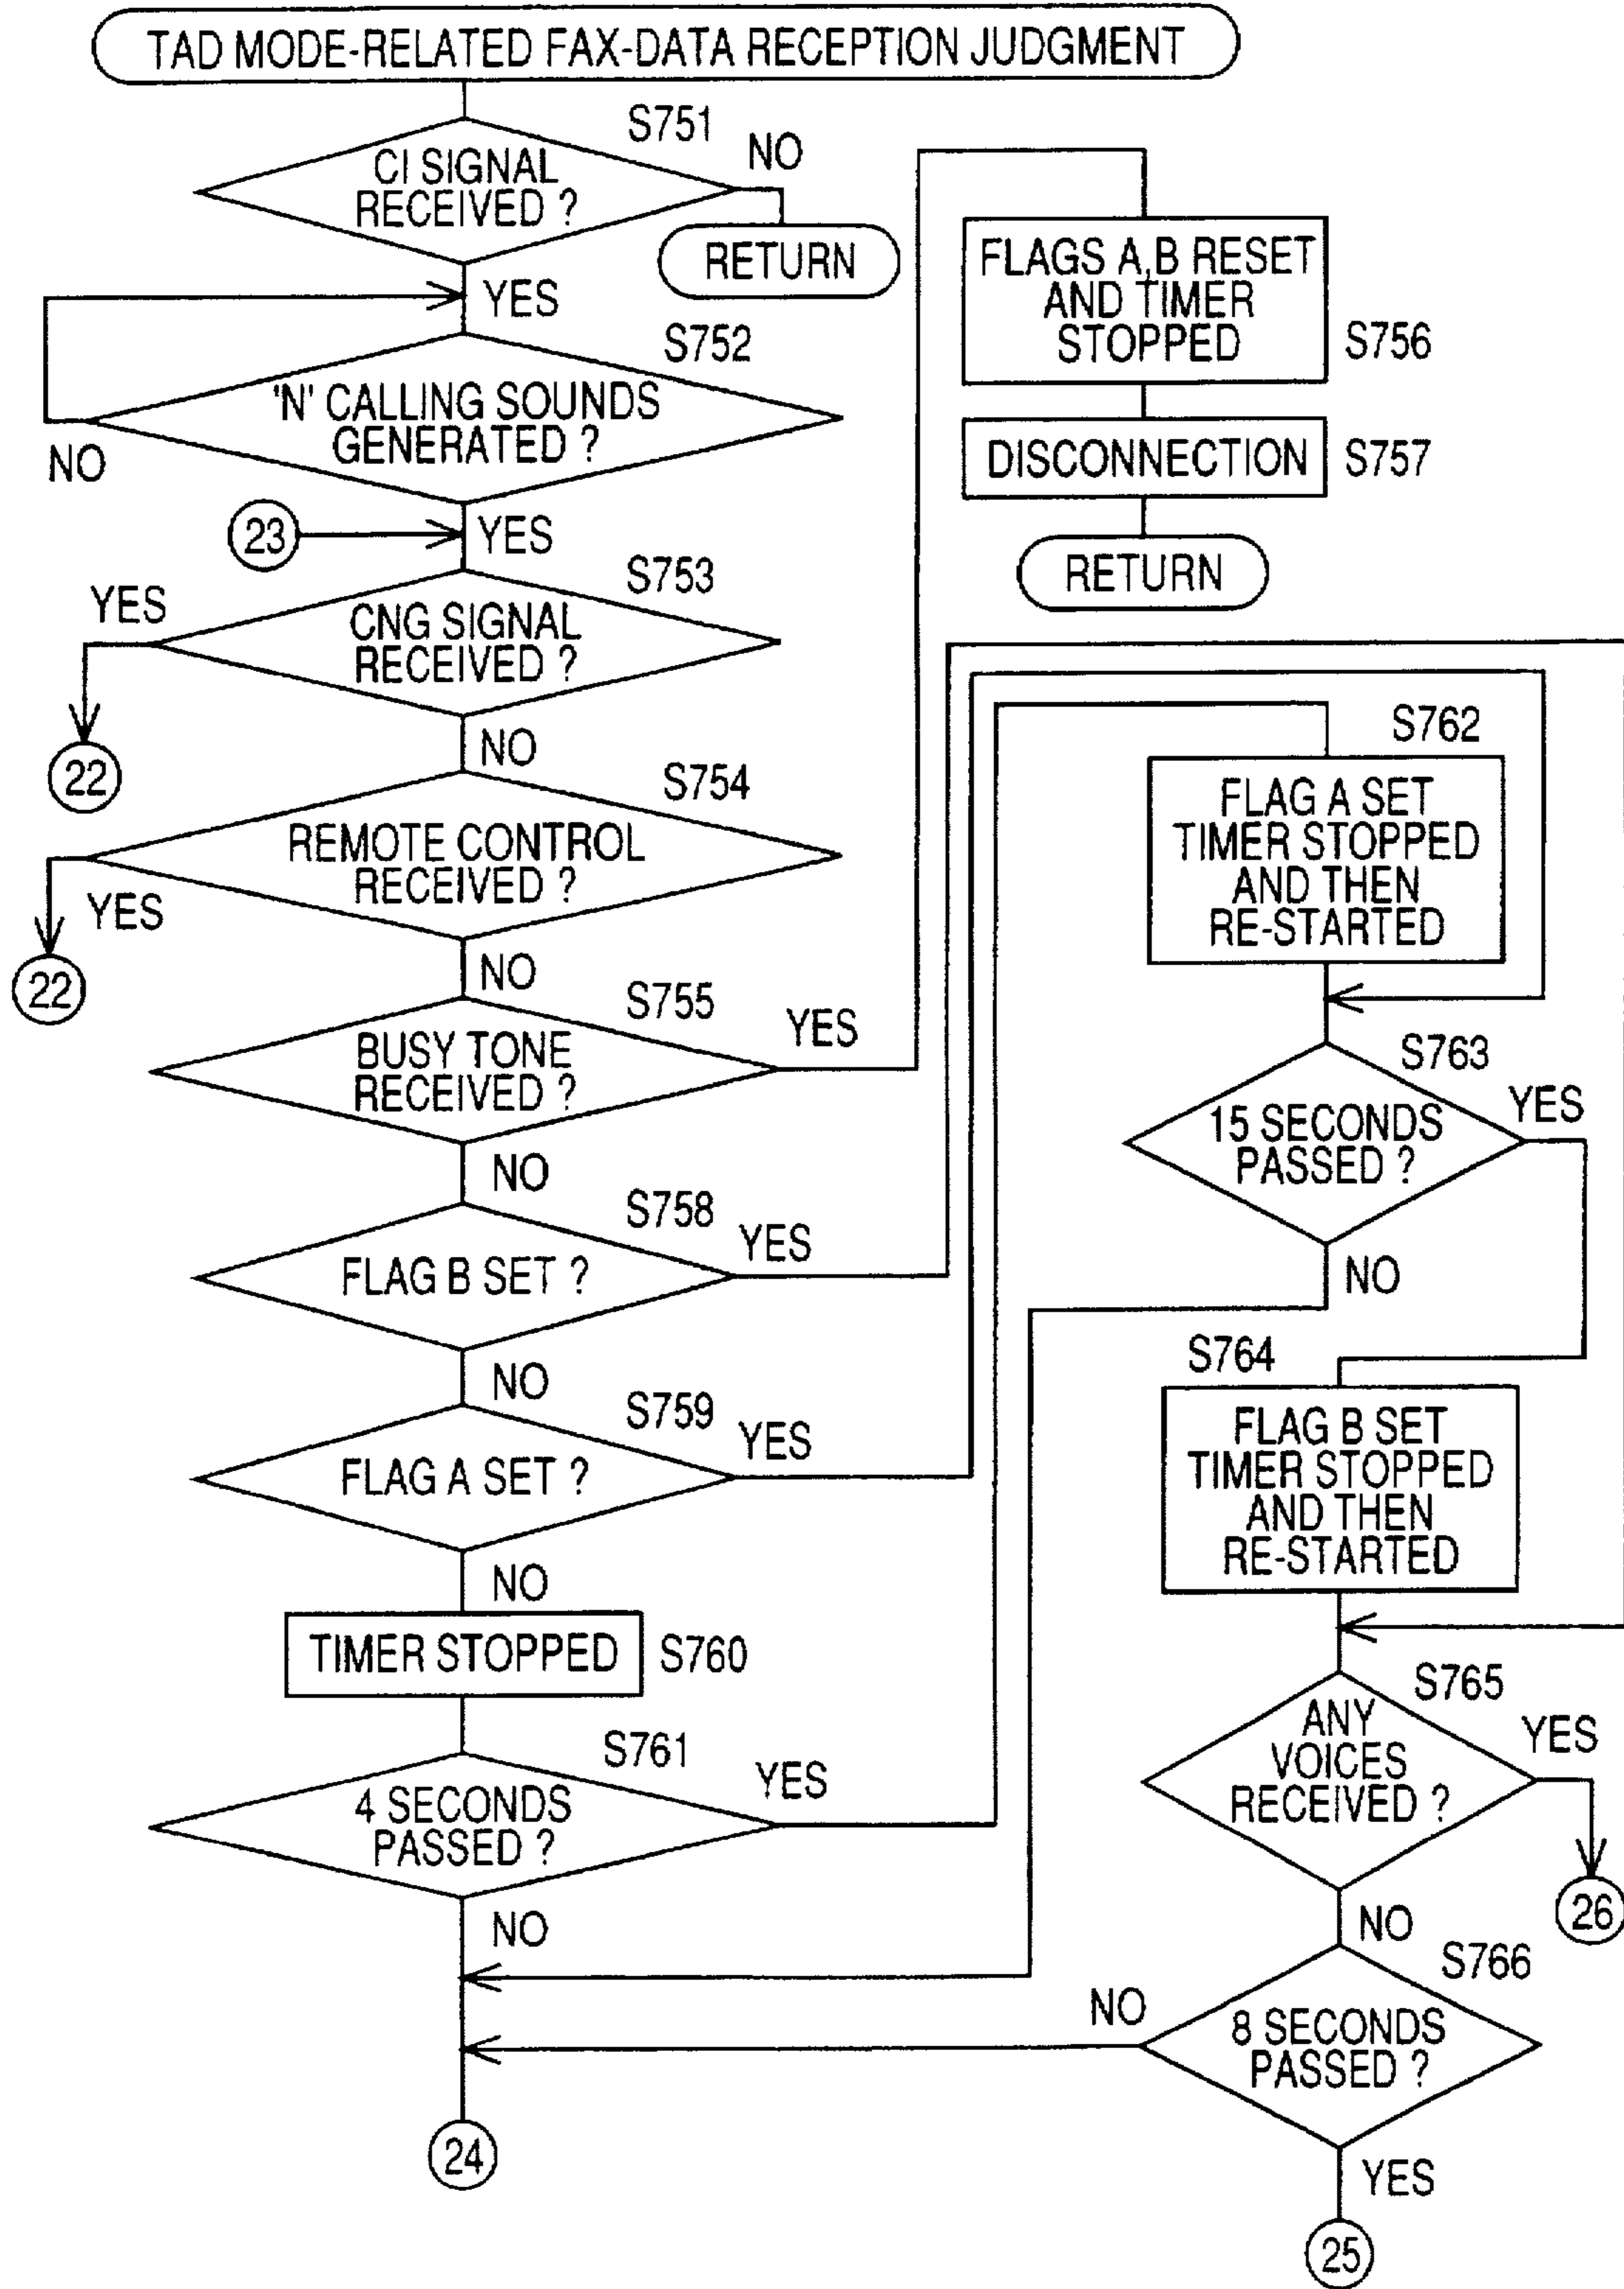 TAD MODE-RELATED FAX-DATA RECEPTION JUDGMENT
S751
CI SIGNAL
RECEIVED ?
NO
RETURN
YES
S752
'N' CALLING SOUNDS
GENERATED ?
NO
23
YES
S753
CNG SIGNAL
RECEIVED ?
YES
22
NO
S754
REMOTE CONTROL
RECEIVED ?
YES
22
NO
S755
BUSY TONE
RECEIVED ?
YES
NO
S758
FLAG B SET ?
YES
NO
S759
FLAG A SET ?
YES
NO
TIMER STOPPED
S760
S761
4 SECONDS
PASSED ?
YES
NO
24
FLAGS A,B RESET
AND TIMER
STOPPED
S756
DISCONNECTION
S757
RETURN
S762
FLAG A SET
TIMER STOPPED
AND THEN
RE-STARTED
S763
15 SECONDS
PASSED ?
YES
NO
S764
FLAG B SET
TIMER STOPPED
AND THEN
RE-STARTED
S765
ANY
VOICES
RECEIVED ?
YES
26
NO
S766
8 SECONDS
PASSED ?
NO
YES
25